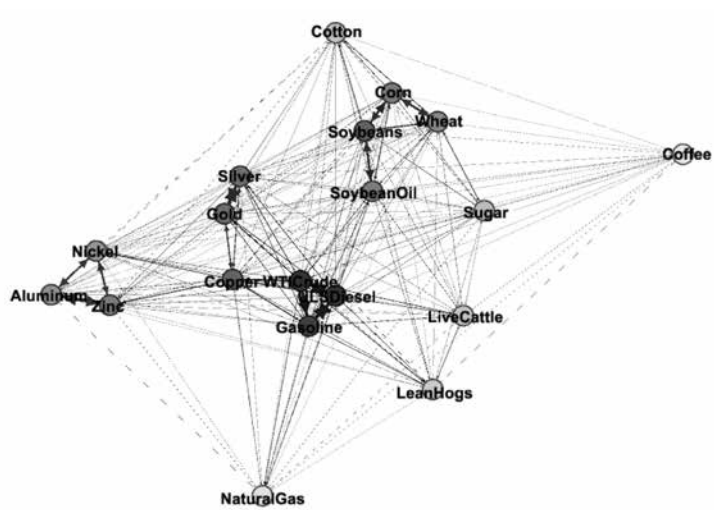 Cotton
Corn
Wheat
Soybeans
Coffee
Silver
SoybeanOil
Gold
Sugar
Nickel
Copper
WTICrude
Aluminum
Zinc
Gasoline
LiveCattle
LeanHogs
NaturalGas